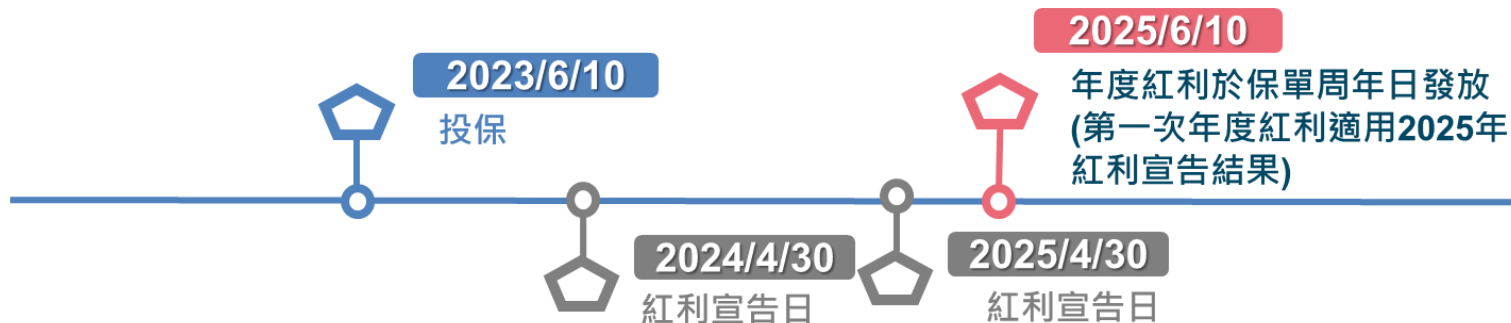 2023/6/10
投保
2024/4/30
紅利宣告日
2025/4/30
紅利宣告日
2025/6/10
年度紅利於保單周年日發放
(第一次年度紅利適用2025年
紅利宣告結果)